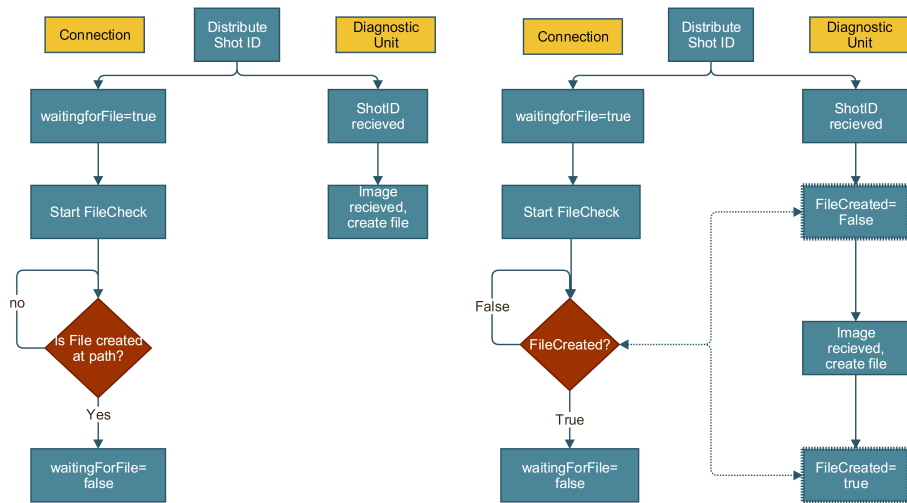 Connection
Distribute
Shot ID
Diagnostic
Unit
waitingforFile=true
ShotID
recieved
Start FileCheck
Image
recieved,
create file
no
Is File created
at path?
Yes
waitingForFile=
false
Connection
Distribute
Shot ID
Diagnostic
Unit
waitingforFile=true
ShotID
recieved
Start FileCheck
FileCreated=
False
False
FileCreated?
Image
recieved,
create file
True
waitingForFile=
false
FileCreated=
true